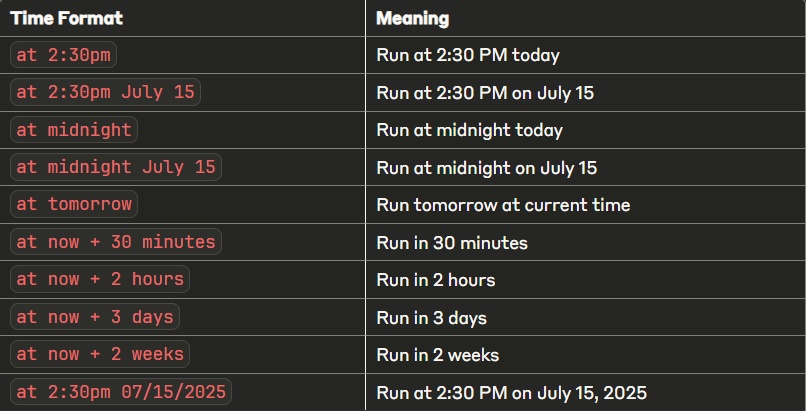 Time Format Meaning
at 2:30pm Run at 2:30 PM today
at 2:30pm July 15 Run at 2:30 PM on July 15
at midnight Run at midnight today
at midnight July 15 Run at midnight on July 15
at tomorrow Run tomorrow at current time
at now + 30 minutes Run in 30 minutes
at now + 2 hours Run in 2 hours
at now + 3 days Run in 3 days
at now + 2 weeks Run in 2 weeks
at 2:30pm 07/15/2025 Run at 2:30 PM on July 15, 2025